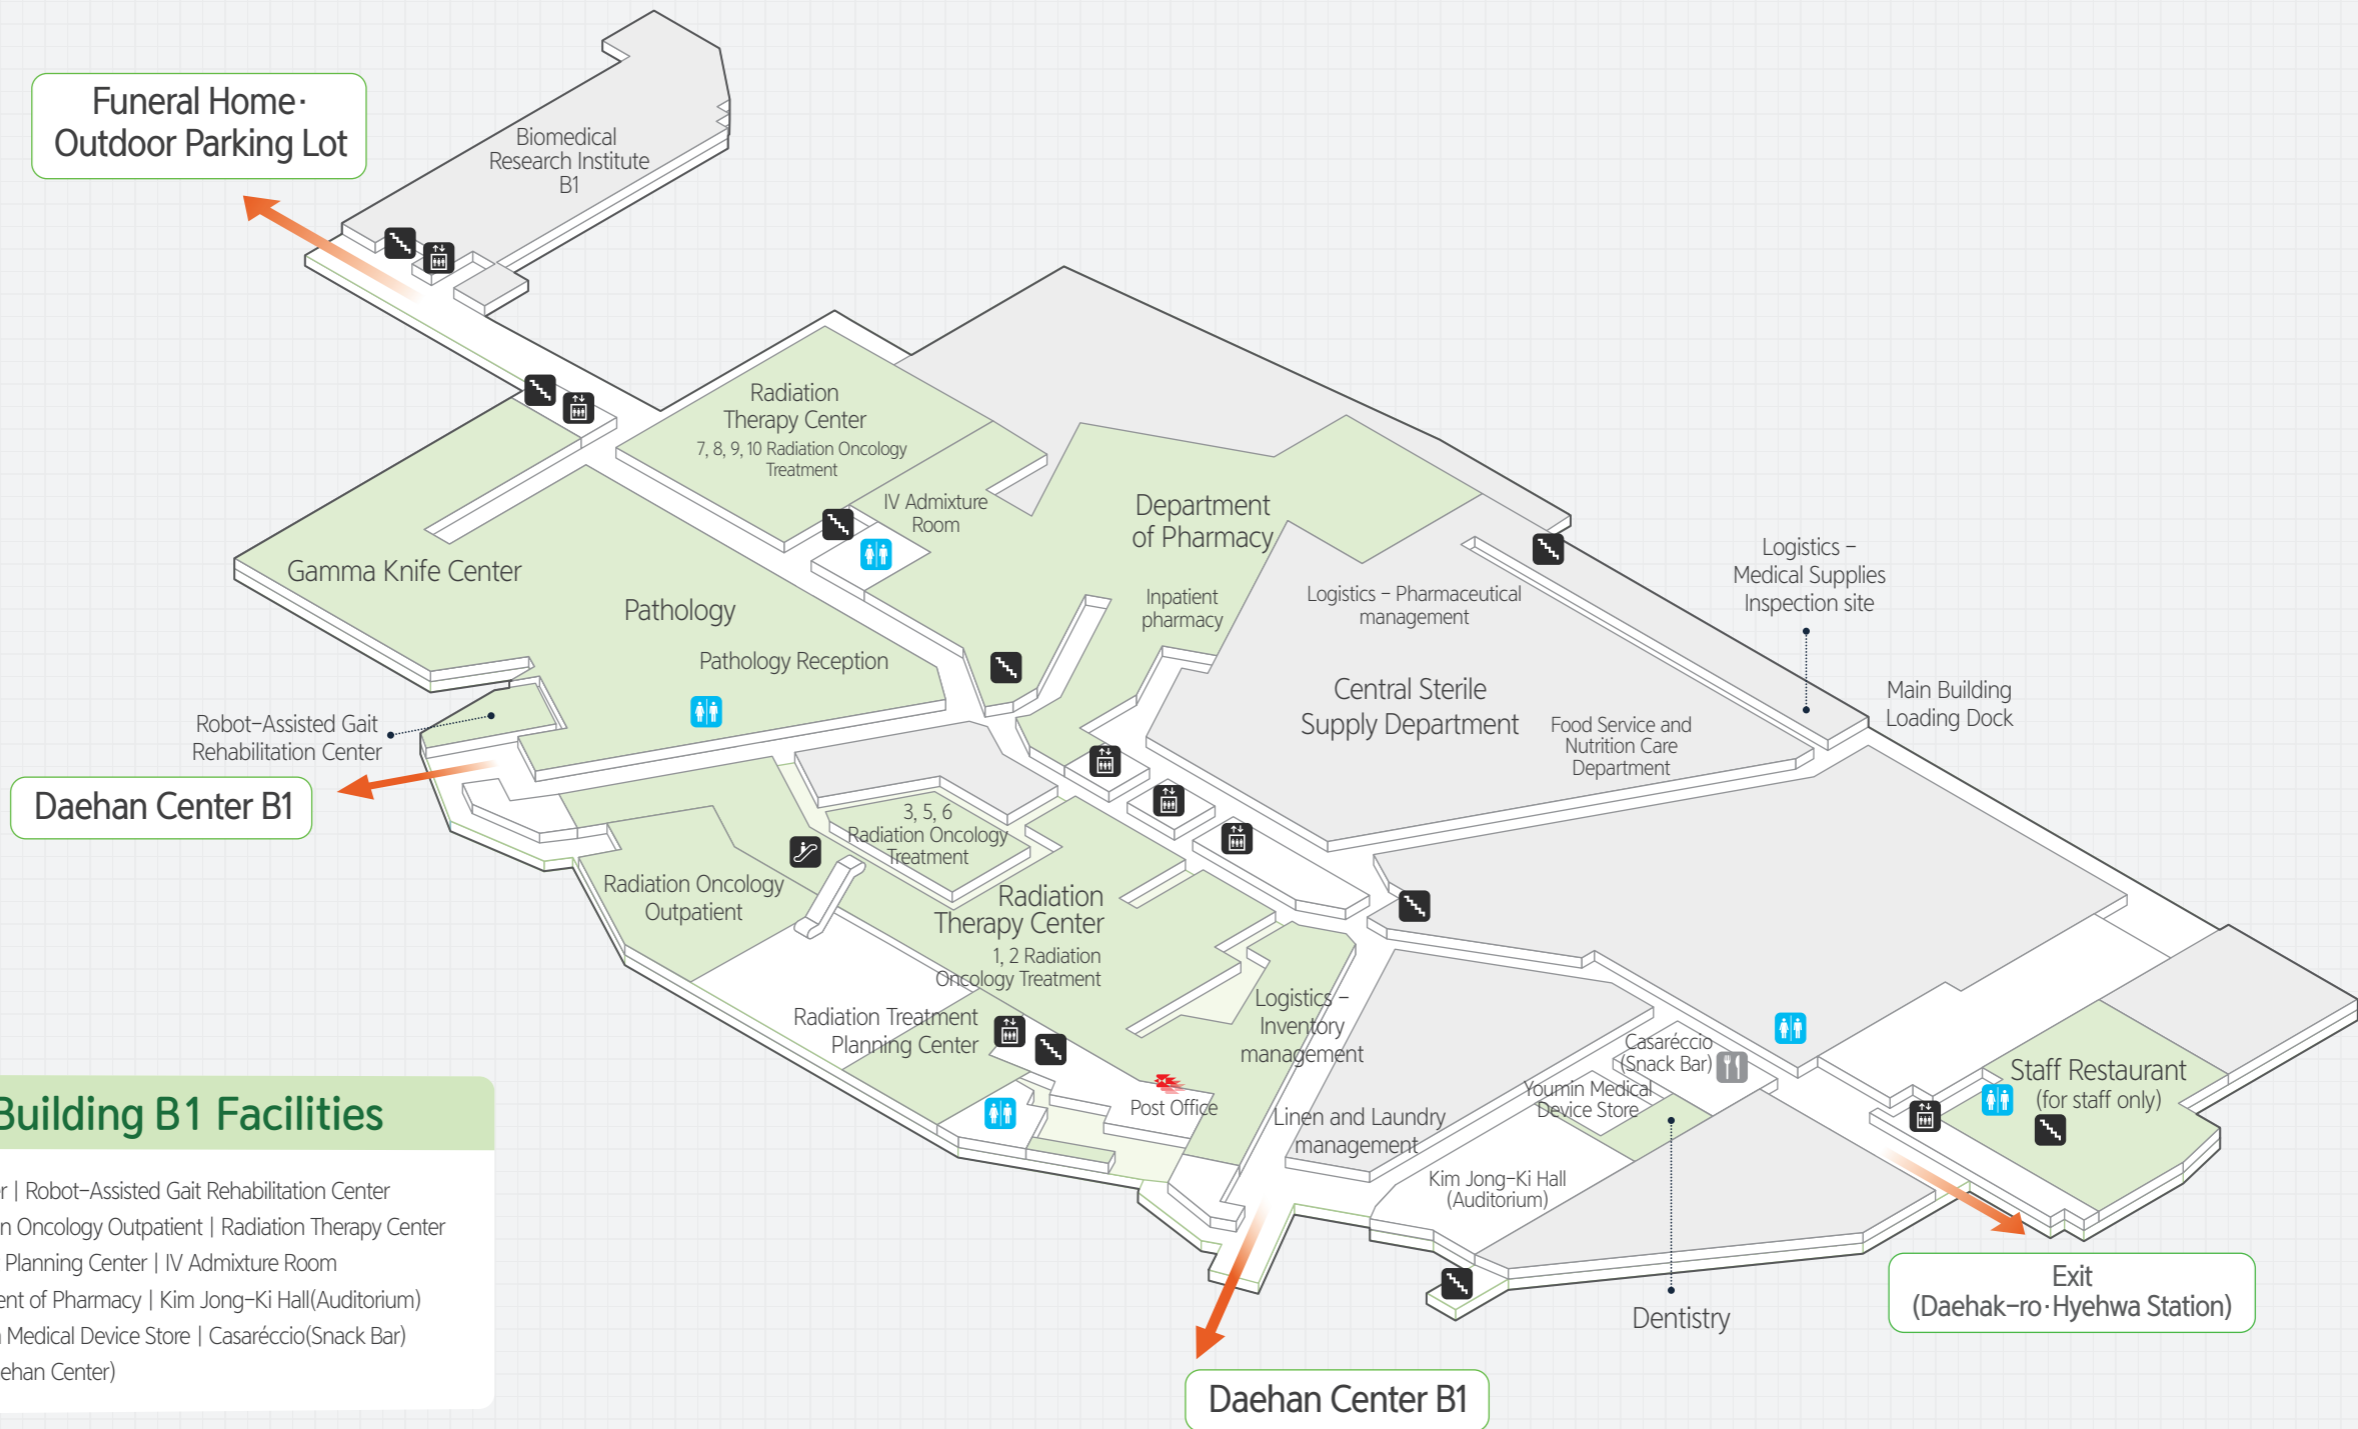 Funeral Home·
Outdoor Parking Lot
Biomedical
Research Institute
B1
Radiation
Therapy Center
7, 8, 9, 10 Radiation Oncology
Treatment
IV Admixture
Room
Department
of Pharmacy
Inpatient
pharmacy
Logistics – Pharmaceutical
management
Logistics –
Medical Supplies
Inspection site
Main Building
Loading Dock
Gamma Knife Center
Pathology
Pathology Reception
Central Sterile
Supply Department
Food Service and
Nutrition Care
Department
Robot-Assisted Gait
Rehabilitation Center
Daehan Center B1
3, 5, 6
Radiation Oncology
Treatment
Radiation Oncology
Outpatient
Radiation
Therapy Center
1, 2 Radiation
Oncology Treatment
Radiation Treatment
Planning Center
Logistics –
Inventory
management
Post Office
Linen and Laundry
management
Casaréccio
(Snack Bar)
Youmin Medical
Device Store
Kim Jong-Ki Hall
(Auditorium)
Staff Restaurant
(for staff only)
Dentistry
Exit
(Daehak-ro·Hyehwa Station)
Daehan Center B1
Building B1 Facilities
| Robot-Assisted Gait Rehabilitation Center
Oncology Outpatient | Radiation Therapy Center
Planning Center | IV Admixture Room
of Pharmacy | Kim Jong-Ki Hall(Auditorium)
Medical Device Store | Casaréccio(Snack Bar)
Center)